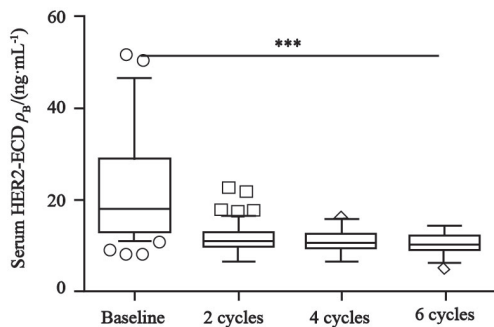 60
40
20
0
Serum HER2-ECD ρB/(ng·mL-1)
***
Baseline 2 cycles 4 cycles 6 cycles